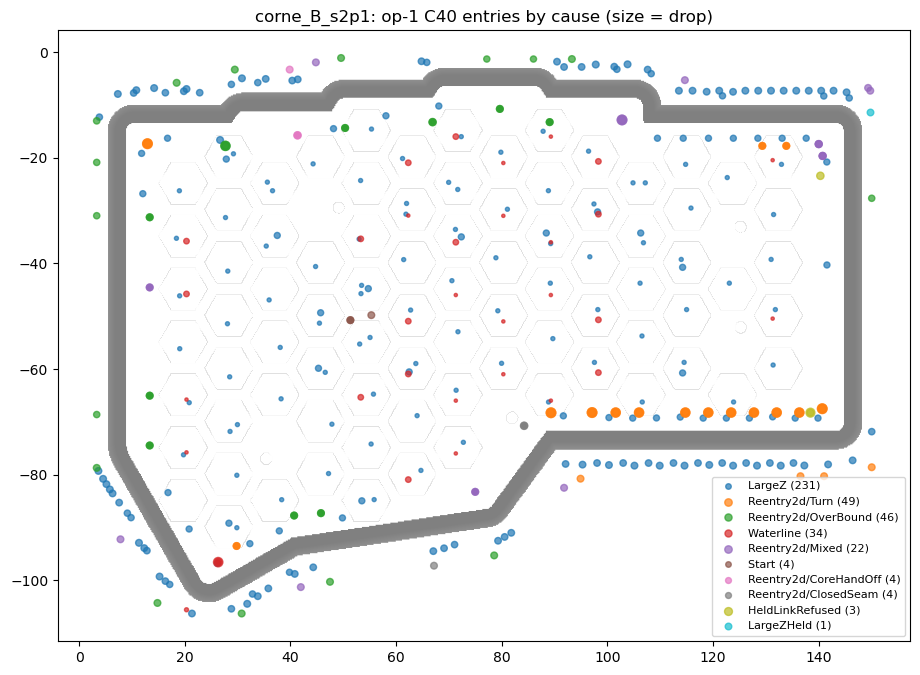 corne_B_s2p1: op-1 C40 entries by cause (size = drop)
0
−20
−40
−60
−80
−100
0
20
40
60
80
100
120
140
LargeZ (231)
Reentry2d/Turn (49)
Reentry2d/OverBound (46)
Waterline (34)
Reentry2d/Mixed (22)
Start (4)
Reentry2d/CoreHandOff (4)
Reentry2d/ClosedSeam (4)
HeldLinkRefused (3)
LargeZHeld (1)